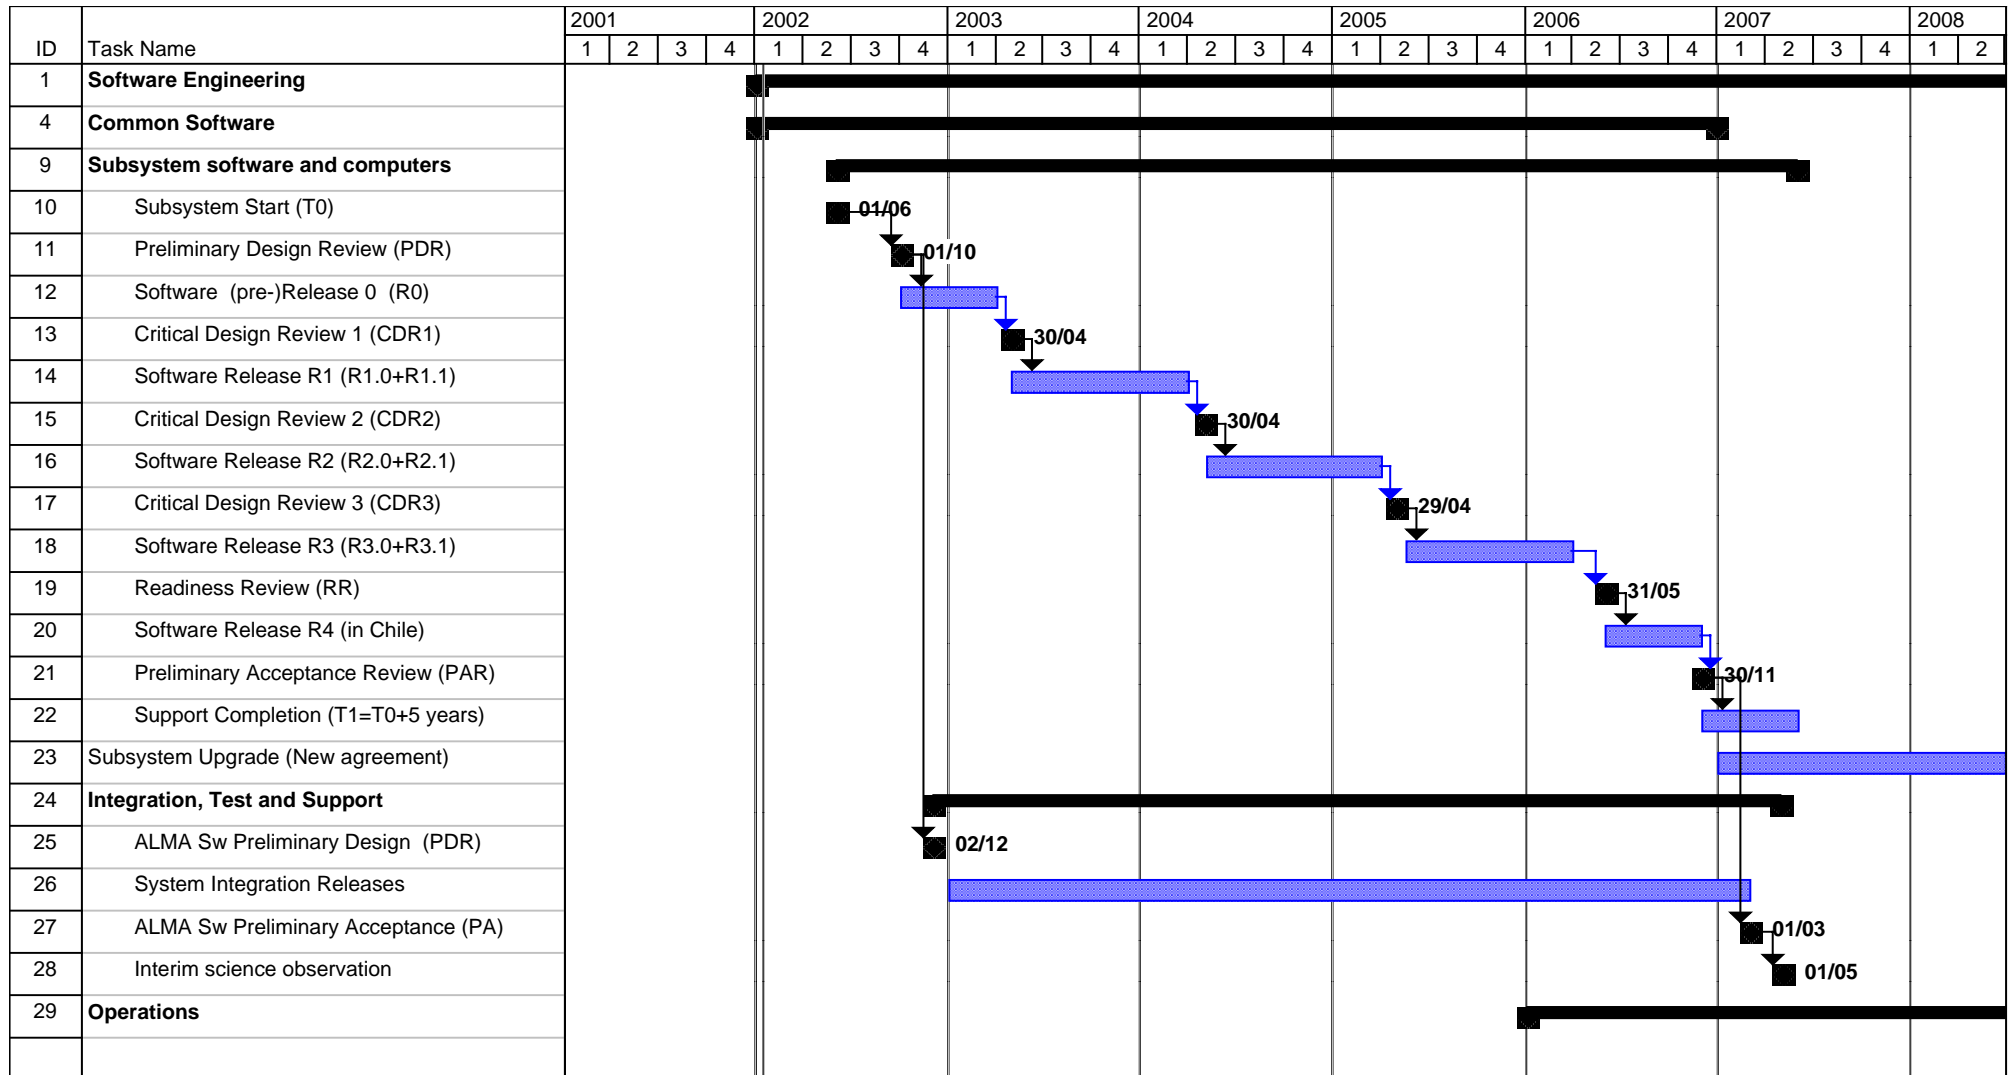 2001 2002 2003 2004 2005 2006 2007 2008
ID Task Name 1 2 3 4 1 2 3 4 1 2 3 4 1 2 3 4 1 2 3 4 1 2 3 4 1 2 3 4 1 2
1 Software Engineering
4 Common Software
9 Subsystem software and computers
10 Subsystem Start (T0) 01/06
11 Preliminary Design Review (PDR) 01/10
12 Software (pre-)Release 0 (R0)
13 Critical Design Review 1 (CDR1) 30/04
14 Software Release R1 (R1.0+R1.1)
15 Critical Design Review 2 (CDR2) 30/04
16 Software Release R2 (R2.0+R2.1)
17 Critical Design Review 3 (CDR3) 29/04
18 Software Release R3 (R3.0+R3.1)
19 Readiness Review (RR) 31/05
20 Software Release R4 (in Chile)
21 Preliminary Acceptance Review (PAR) 30/11
22 Support Completion (T1=T0+5 years)
23 Subsystem Upgrade (New agreement)
24 Integration, Test and Support
25 ALMA Sw Preliminary Design (PDR) 02/12
26 System Integration Releases
27 ALMA Sw Preliminary Acceptance (PA) 01/03
28 Interim science observation 01/05
29 Operations